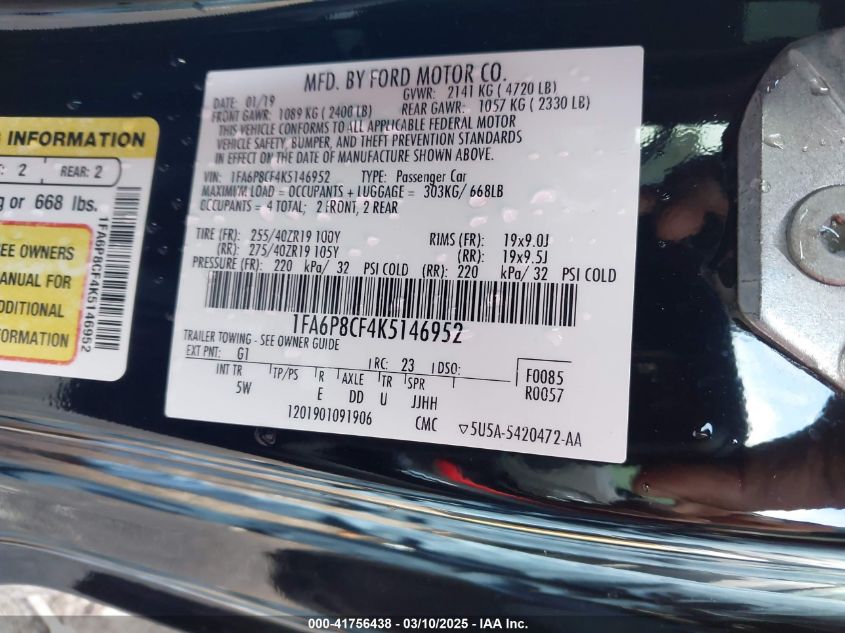 MFD. BY FORD MOTOR CO.
DATE: 01/19 GVWR: 2141 KG ( 4720 LB)
FRONT GAWR: 1089 KG ( 2400 LB) REAR GAWR: 1057 KG ( 2330 LB)
THIS VEHICLE CONFORMS TO ALL APPLICABLE FEDERAL MOTOR
VEHICLE SAFETY, BUMPER, AND THEFT PREVENTION STANDARDS
IN EFFECT ON THE DATE OF MANUFACTURE SHOWN ABOVE.
VIN: 1FA6P8CF4K5146952 TYPE: Passenger Car
MAXIMUM LOAD = OCCUPANTS + LUGGAGE = 303KG/ 668LB
OCCUPANTS = 4 TOTAL; 2 FRONT, 2 REAR
TIRE (FR): 255/40ZR19 100Y RIMS (FR): 19x9.0J
(RR): 275/40ZR19 105Y (RR): 19x9.5J
PRESSURE (FR): 220 kPa/ 32 PSI COLD (RR): 220 kPa/ 32 PSI COLD
1FA6P8CF4K5146952
TRAILER TOWING - SEE OWNER GUIDE
EXT PNT: G1 RC: 23 DSO: F0085
INT TR TP/PS R AXLE TR SPR R0057
5W E DD U JJHH
1201901091906 CMC ▽5U5A-5420472-AA
INFORMATION
2 REAR: 2
g or 668 lbs.
EE OWNERS
MANUAL FOR
ADDITIONAL
FORMATION
1FA6P8CF4K5146952
000-41756438 - 03/10/2025 - IAA Inc.